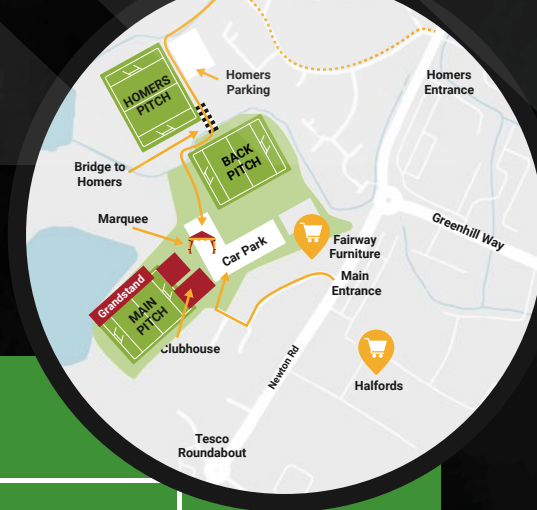 HOMERS
PITCH
Homers
Parking
Homers
Entrance
BACK
PITCH
Bridge to
Homers
Marquee
Greenhill Way
Car Park
Fairway
Furniture
Main
Entrance
Grandstand
MAIN
PITCH
Clubhouse
Newton Rd
Halfords
Tesco
Roundabout